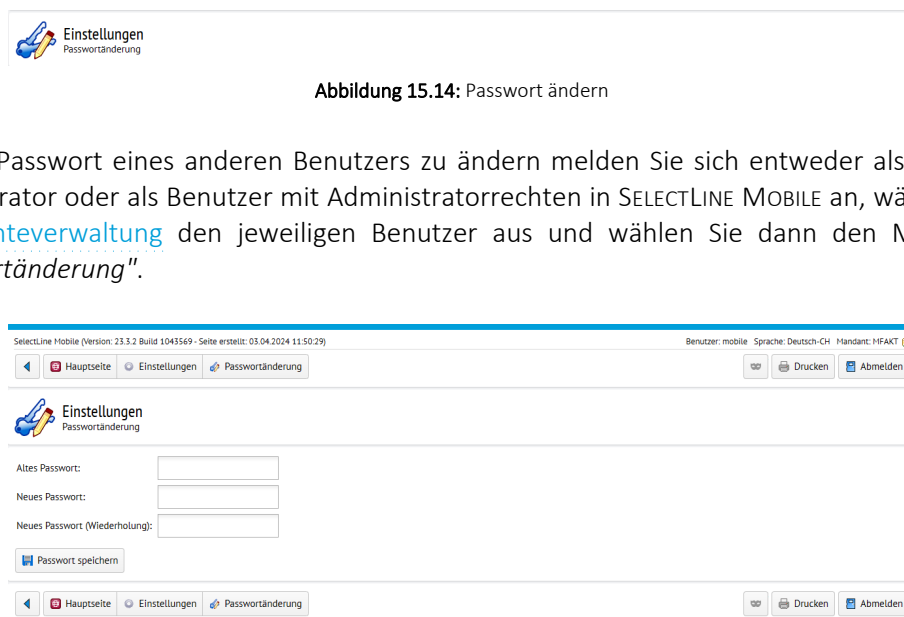 Einstellungen
Passwortänderung
Abbildung 15.14: Passwort ändern
Passwort eines anderen Benutzers zu ändern melden Sie sich entweder als
rator oder als Benutzer mit Administratorrechten in SELECTLINE MOBILE an, wä
nteverwaltung den jeweiligen Benutzer aus und wählen Sie dann den M
rtänderung".
SelectLine Mobile (Version: 23.3.2 Build 1043569 - Seite erstellt: 03.04.2024 11:50:29) Benutzer: mobile Sprache: Deutsch-CH Mandant: MFAKT (
Hauptseite Einstellungen Passwortänderung Drucken Abmelden
Einstellungen
Passwortänderung
Altes Passwort:
Neues Passwort:
Neues Passwort (Wiederholung):
Passwort speichern
Hauptseite Einstellungen Passwortänderung Drucken Abmelden